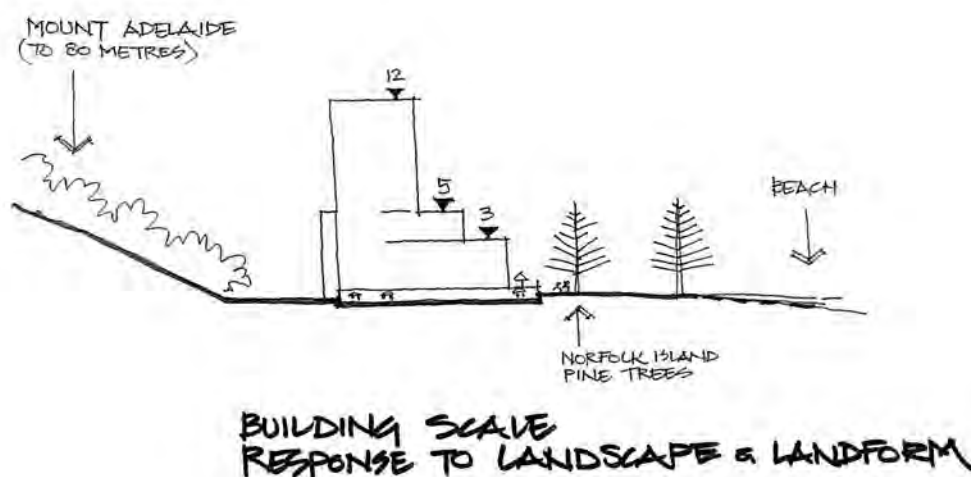 MOUNT ADELAIDE
(TO 80 METRES)
12
5
3
BEACH
NORFOLK ISLAND
PINE TREES
BUILDING SCALE
RESPONSE TO LANDSCAPE & LANDFORM